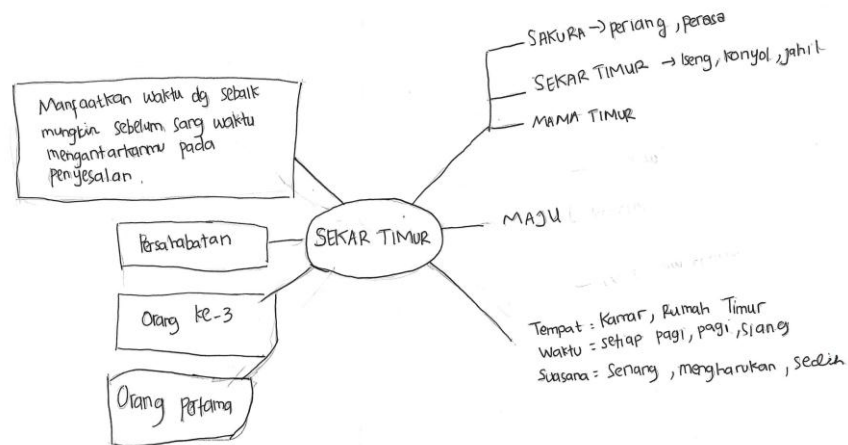 Manfaatkan waktu dg sebaik
mungkin sebelum sang waktu
mengantarkanmu pada
penyesalan.
Persahabatan
Orang ke-3
Orang Pertama
SEKAR TIMUR
SAKURA → periang, perasa
SEKAR TIMUR → Iseng, konyol, jahil
MAMA TIMUR
MAJU
Tempat : Kamar, Rumah Timur
Waktu = setiap pagi, pagi, siang
Suasana = Senang, mengharukan, sedih